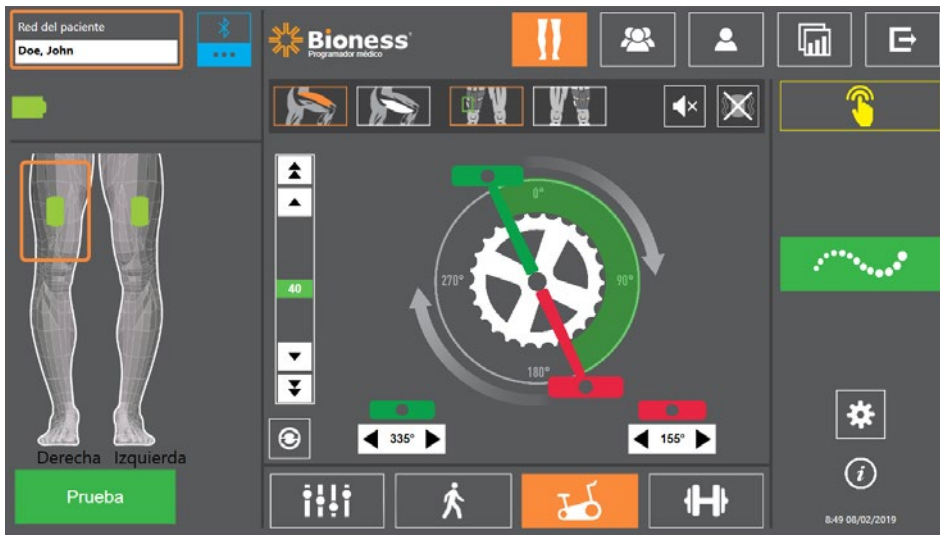 Red del paciente
Doe, John
Bioness
Programador médico
0°
90°
180°
270°
40
335°
155°
Derecha Izquierda
Prueba
8:49 08/02/2019